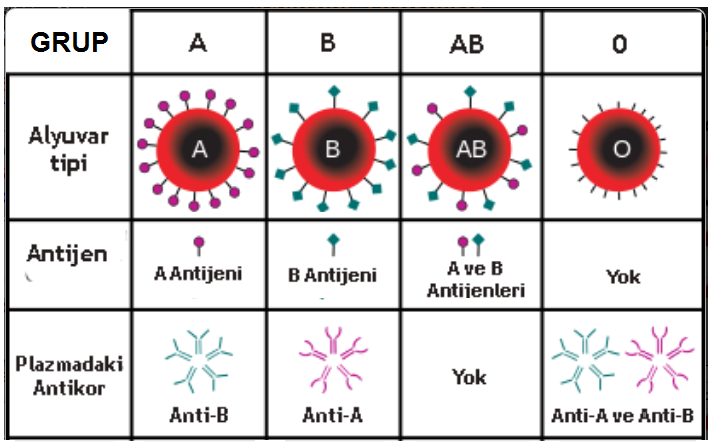 GRUP A B AB 0
Alyuvar
tipi
A B AB O
Antijen
A Antijeni B Antijeni A ve B
Antijenleri
Yok
Plazmadaki
Antikor
Anti-B Anti-A Yok Anti-A ve Anti-B